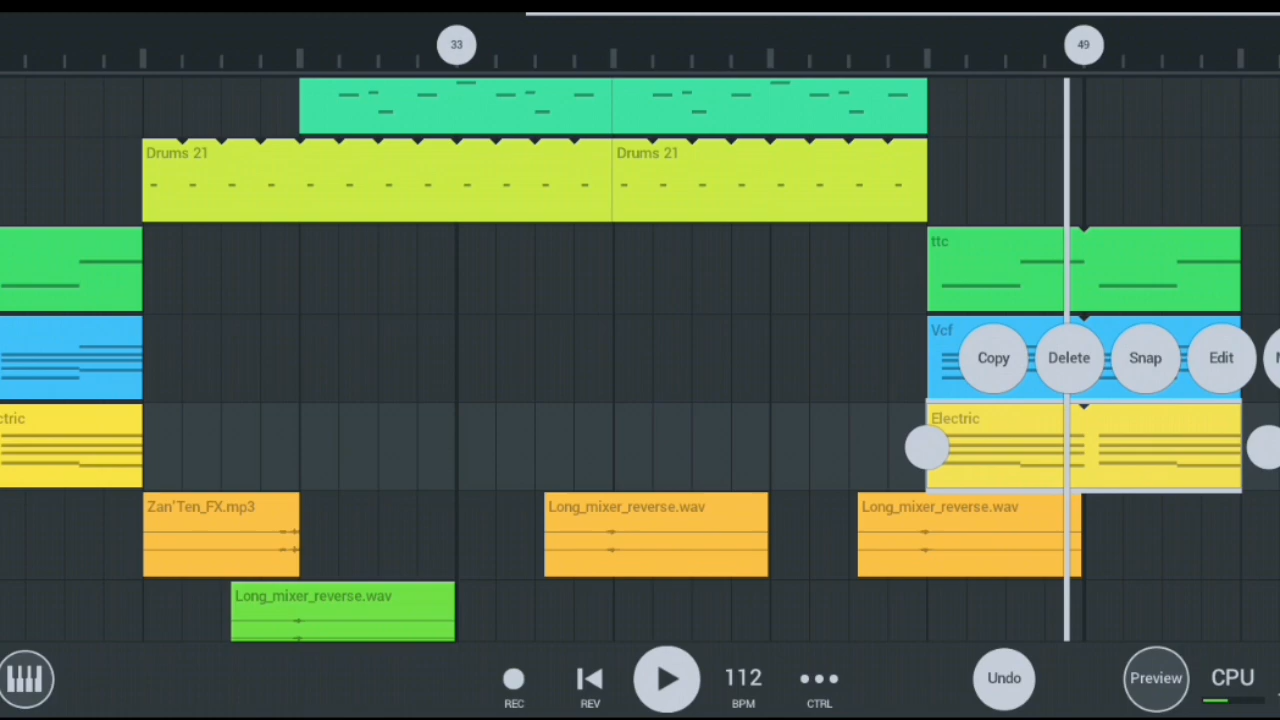 33
49
Drums 21
Drums 21
ttc
Vcf
Copy
Delete
Snap
Edit
ctric
Electric
Zan'Ten_FX.mp3
Long_mixer_reverse.wav
Long_mixer_reverse.wav
Long_mixer_reverse.wav
112
Undo
Preview
CPU
REC
REV
BPM
CTRL